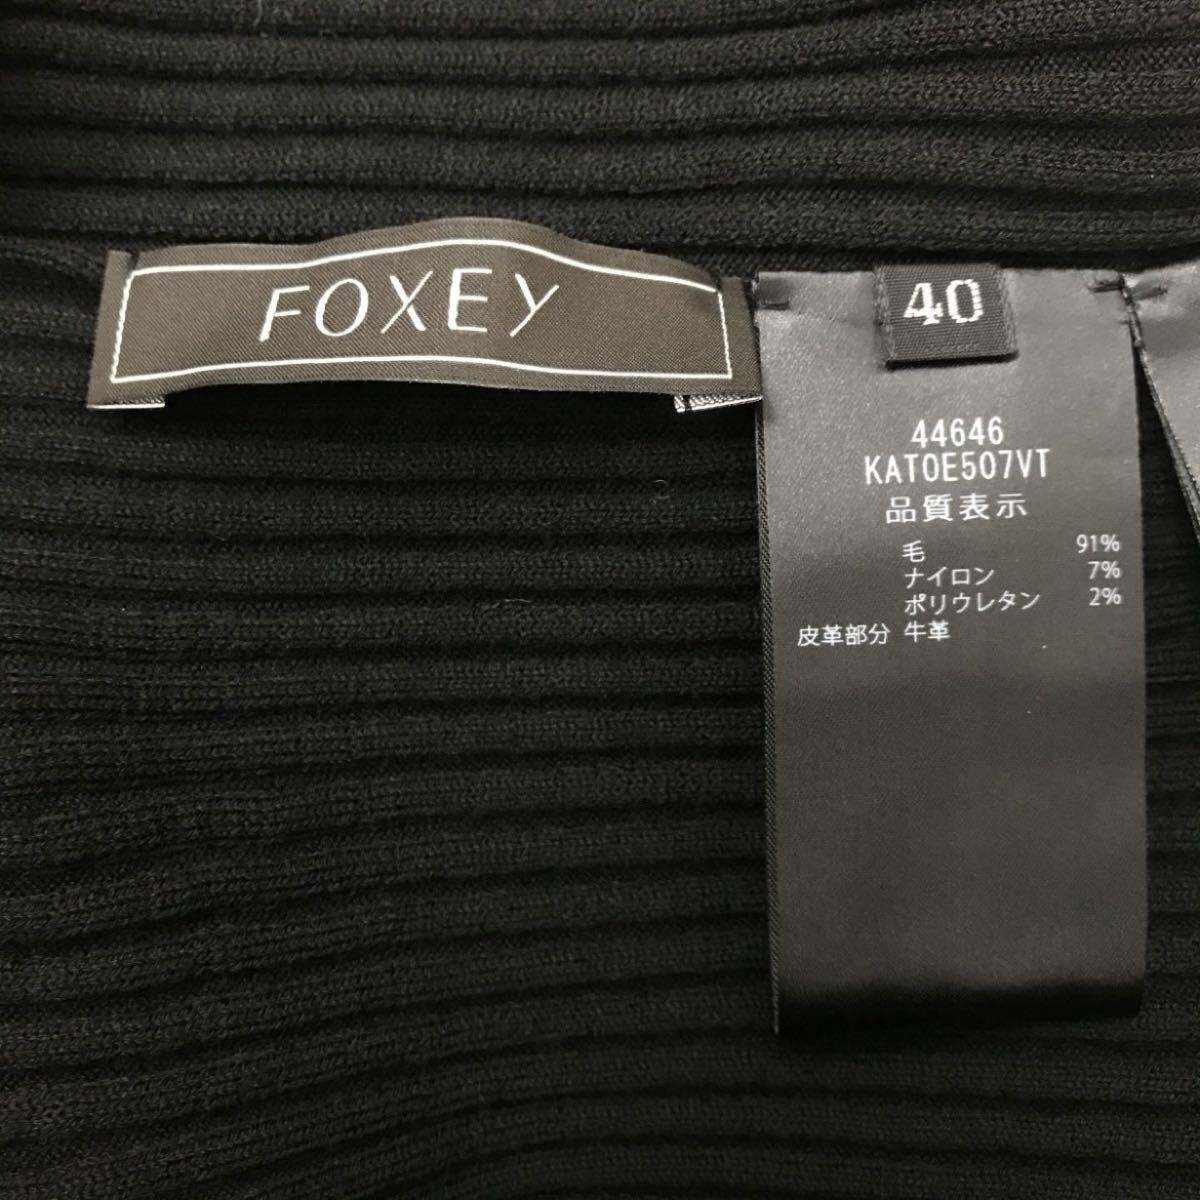 FOXEY
40
44646
KAT0E507VT
品質表示
毛 91%
ナイロン 7%
ポリウレタン 2%
皮革部分 牛革